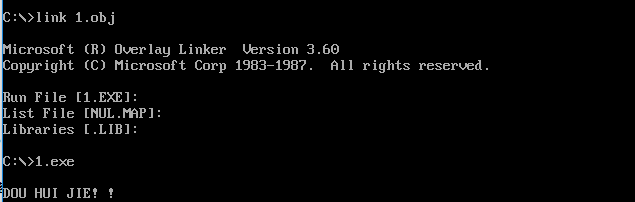 C:\>link 1.obj
Microsoft (R) Overlay Linker  Version 3.60
Copyright (C) Microsoft Corp 1983-1987.  All rights reserved.
Run File [1.EXE]:
List File [NUL.MAP]:
Libraries [.LIB]:
C:\>1.exe
DOU HUI JIE! !